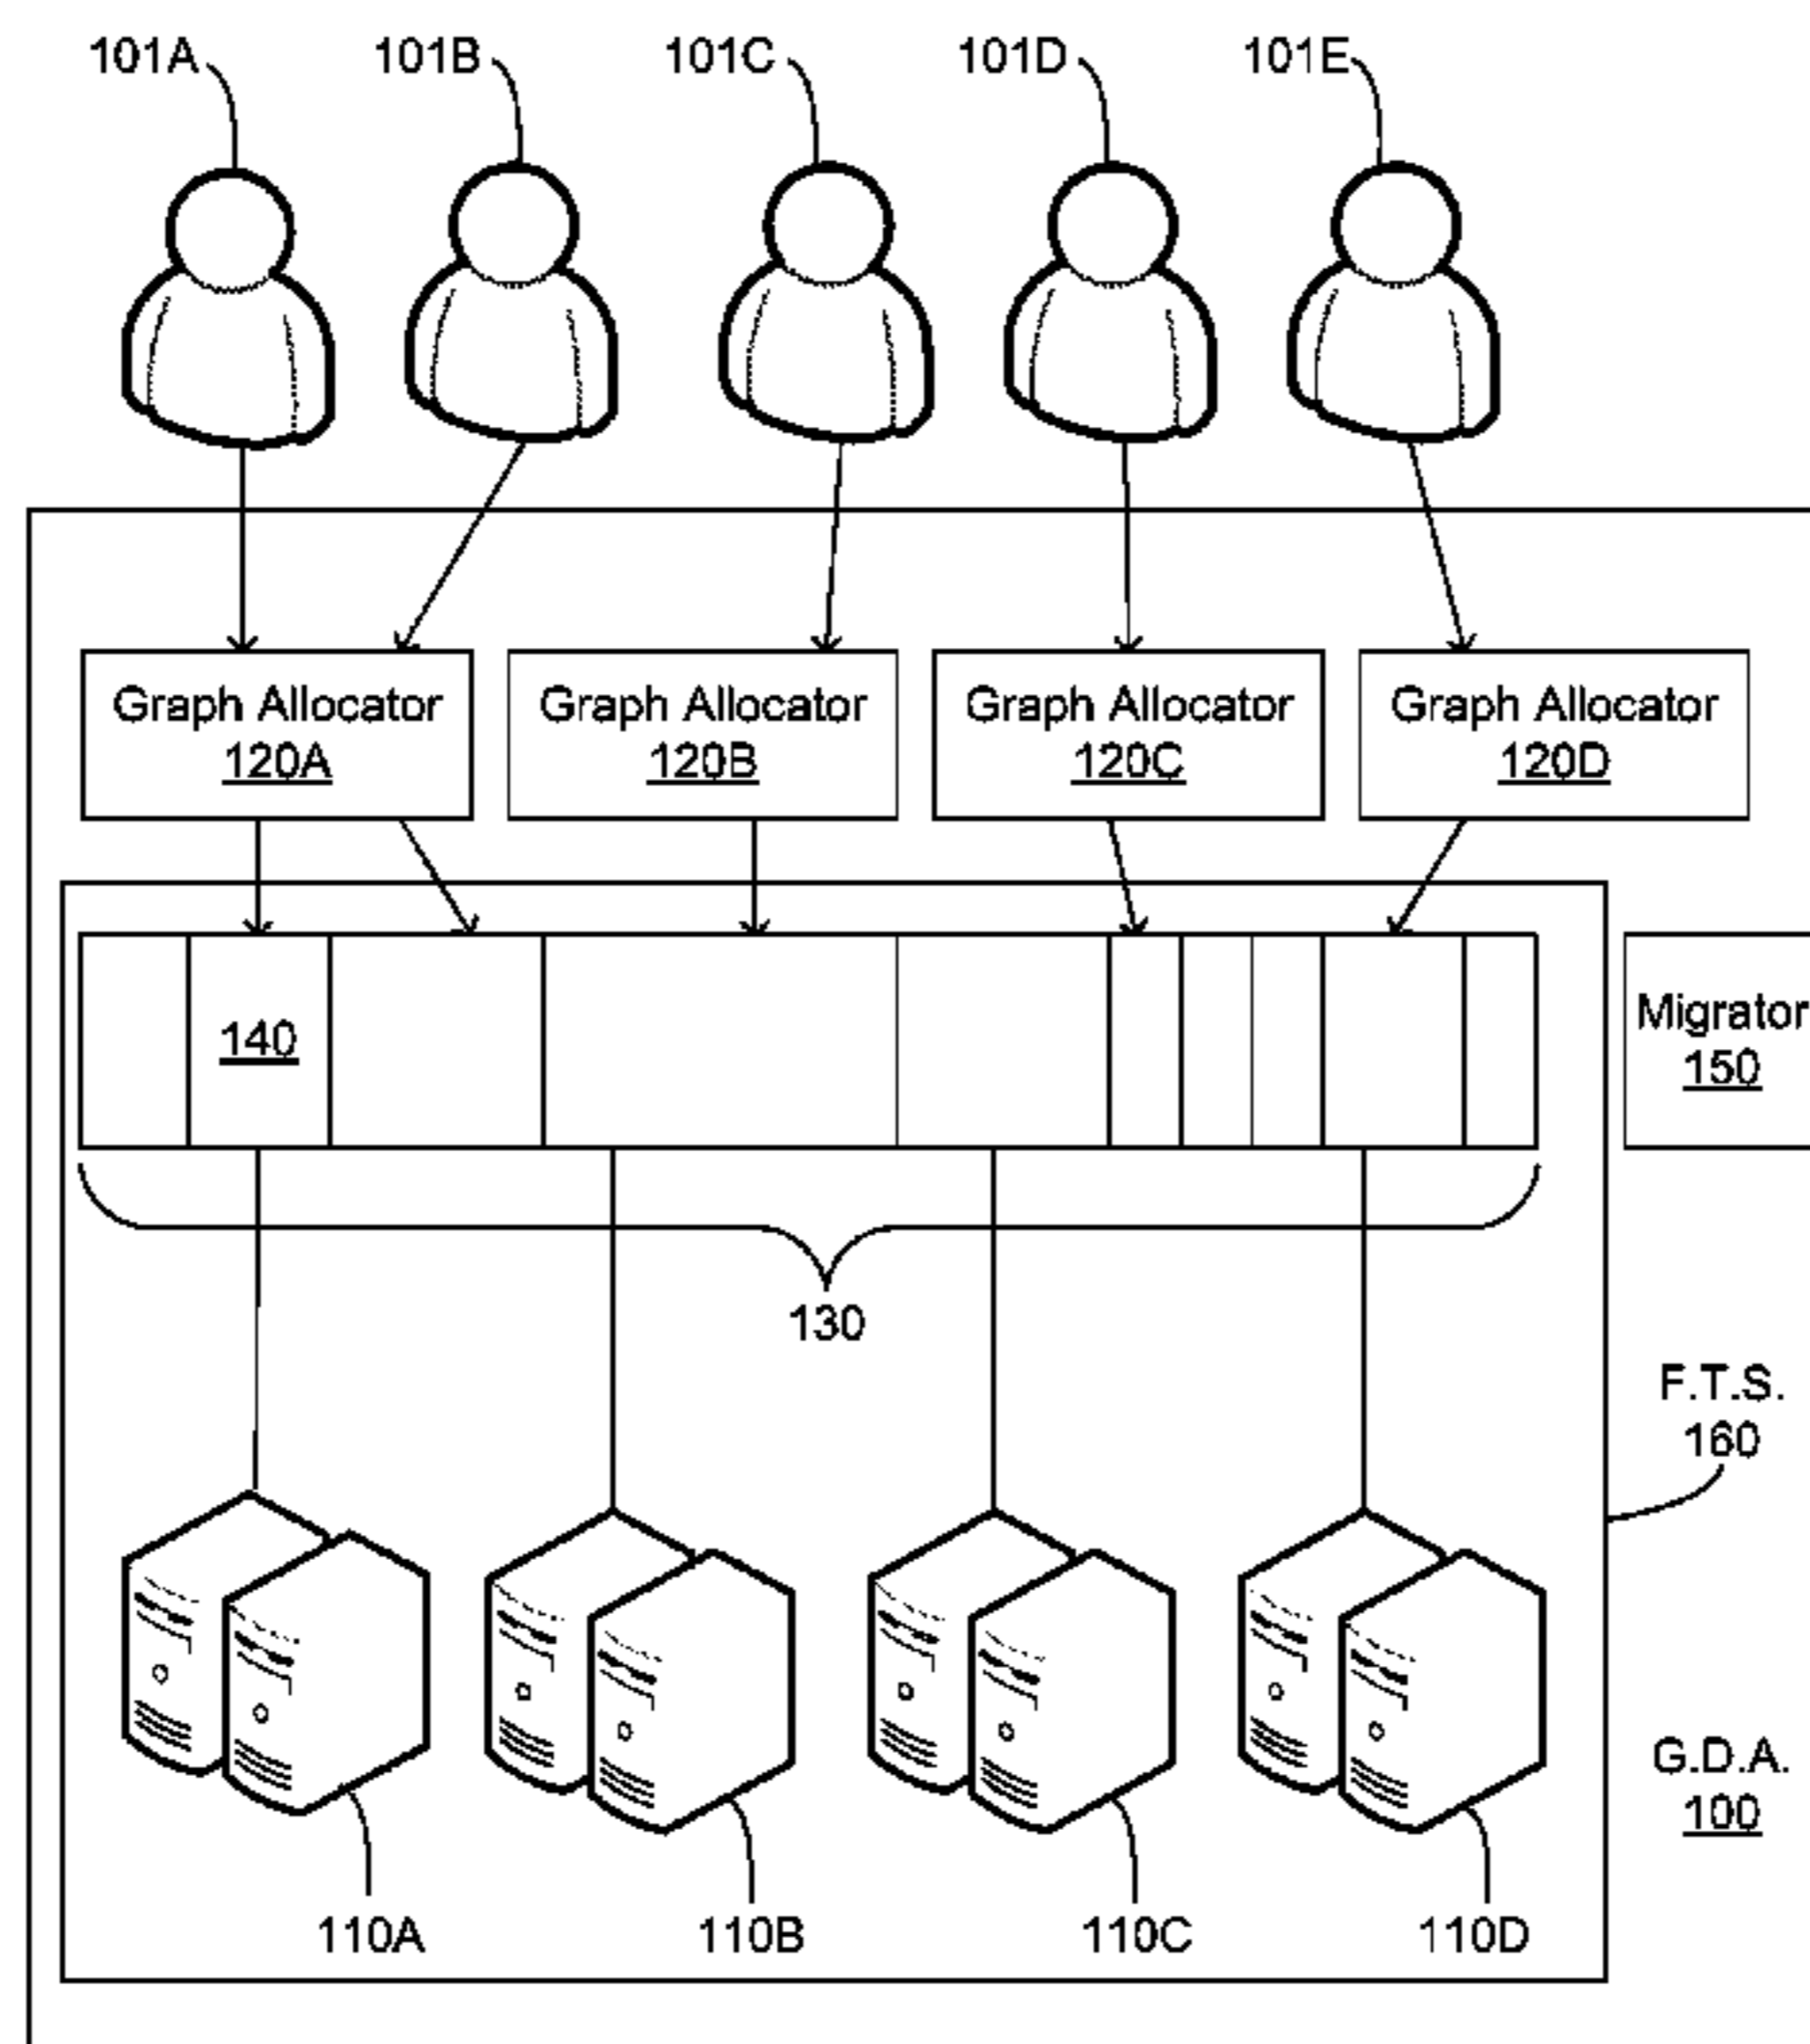 101A 101B 101C 101D 101E
Graph Allocator
120A
Graph Allocator
120B
Graph Allocator
120C
Graph Allocator
120D
140
Migrator
150
130
F.T.S.
160
G.D.A.
100
110A 110B 110C 110D